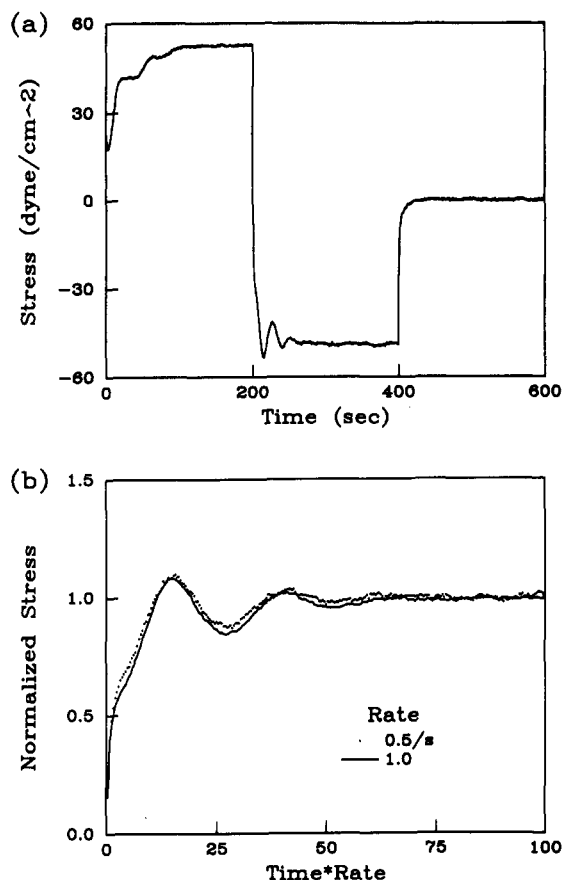 (a)
60
30
0
-30
-60
Stress (dyne/cm^2)
0
200
400
600
Time (sec)
(b)
1.5
1.0
0.5
0.0
Normalized Stress
Rate
0.5/s
1.0
0
25
50
75
100
Time*Rate